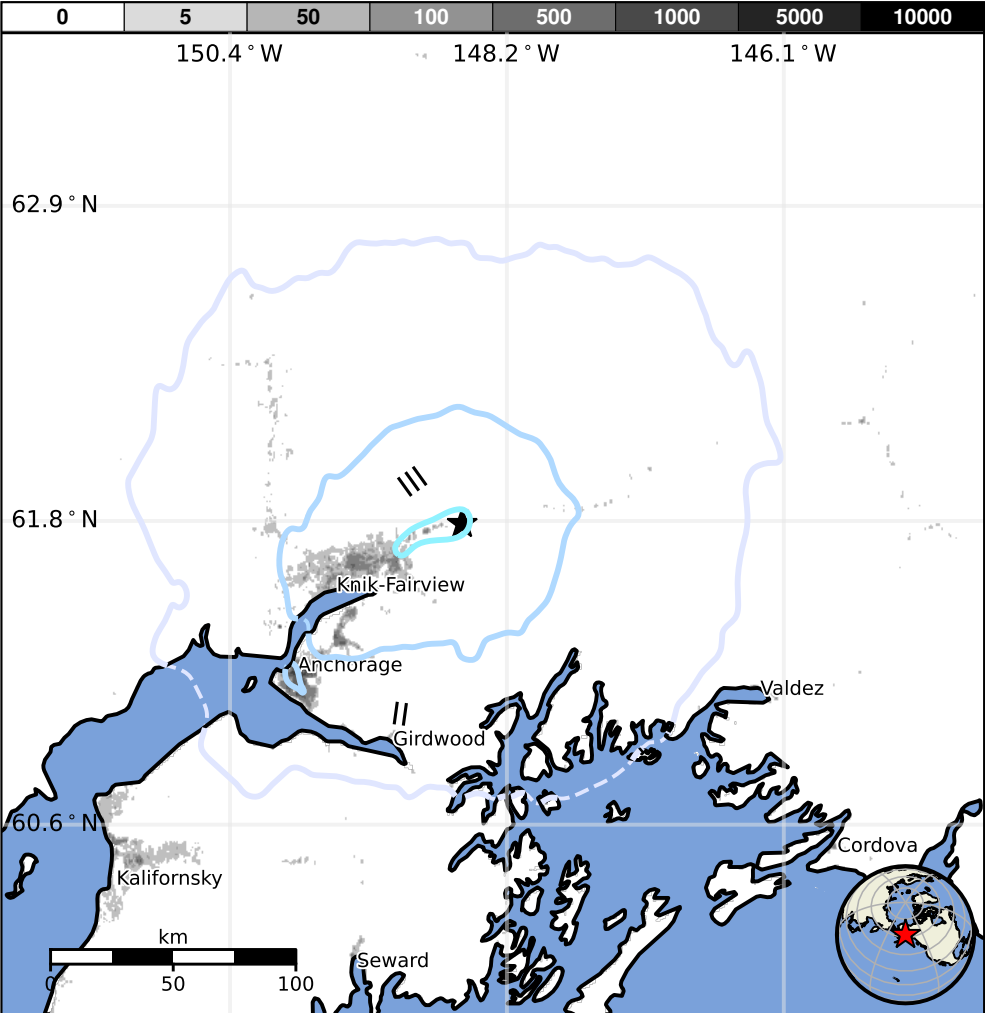 0 5 50 100 500 1000 5000 10000
150.4°W 148.2°W 146.1°W
62.9°N
III
61.8°N
Knik-Fairview
Anchorage
Valdez
II
Girdwood
60.6°N
Cordova
Kalifornsky
km
Seward
0 50 100